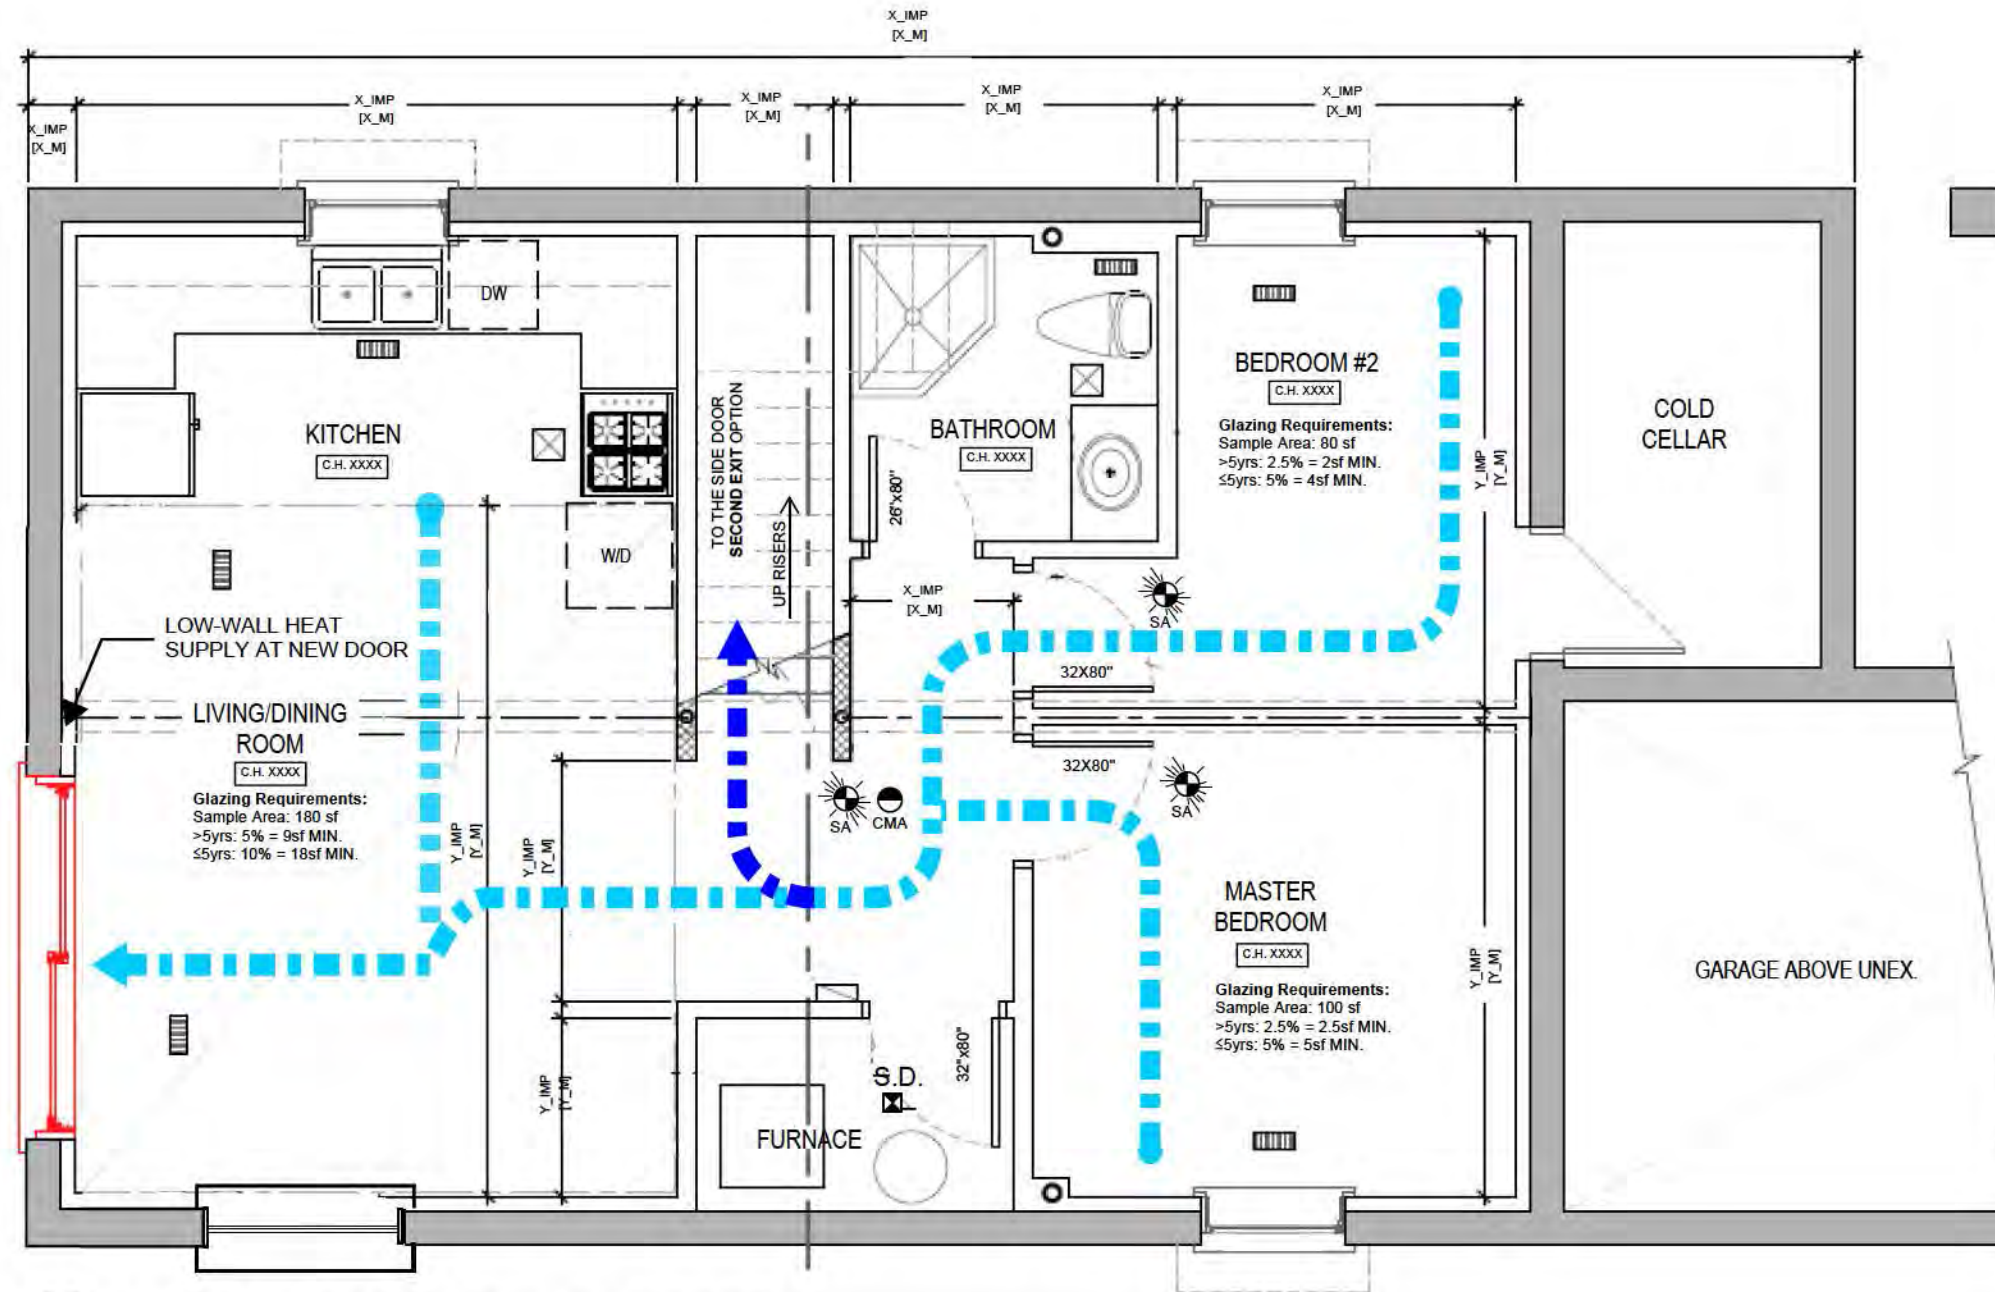 X_IMP
[X_M]
X_IMP
[X_M]
X_IMP
[X_M]
X_IMP
[X_M]
X_IMP
[X_M]
X_IMP
[X_M]
DW
KITCHEN
C.H. XXXX
W/D
LOW-WALL HEAT
SUPPLY AT NEW DOOR
LIVING/DINING
ROOM
C.H. XXXX
Glazing Requirements:
Sample Area: 180 sf
>5yrs: 5% = 9sf MIN.
≤5yrs: 10% = 18sf MIN.
Y_IMP
[Y_M]
Y_IMP
[Y_M]
Y_IMP
[Y_M]
TO THE SIDE DOOR
SECOND EXIT OPTION
UP RISERS
BATHROOM
C.H. XXXX
26"x80"
X_IMP
[X_M]
BEDROOM #2
C.H. XXXX
Glazing Requirements:
Sample Area: 80 sf
>5yrs: 2.5% = 2sf MIN.
≤5yrs: 5% = 4sf MIN.
Y_IMP
[Y_M]
COLD
CELLAR
SA
32X80"
32X80"
SA
CMA
SA
MASTER
BEDROOM
C.H. XXXX
Glazing Requirements:
Sample Area: 100 sf
>5yrs: 2.5% = 2.5sf MIN.
≤5yrs: 5% = 5sf MIN.
Y_IMP
[Y_M]
GARAGE ABOVE UNEX.
32"x80"
S.D.
FURNACE